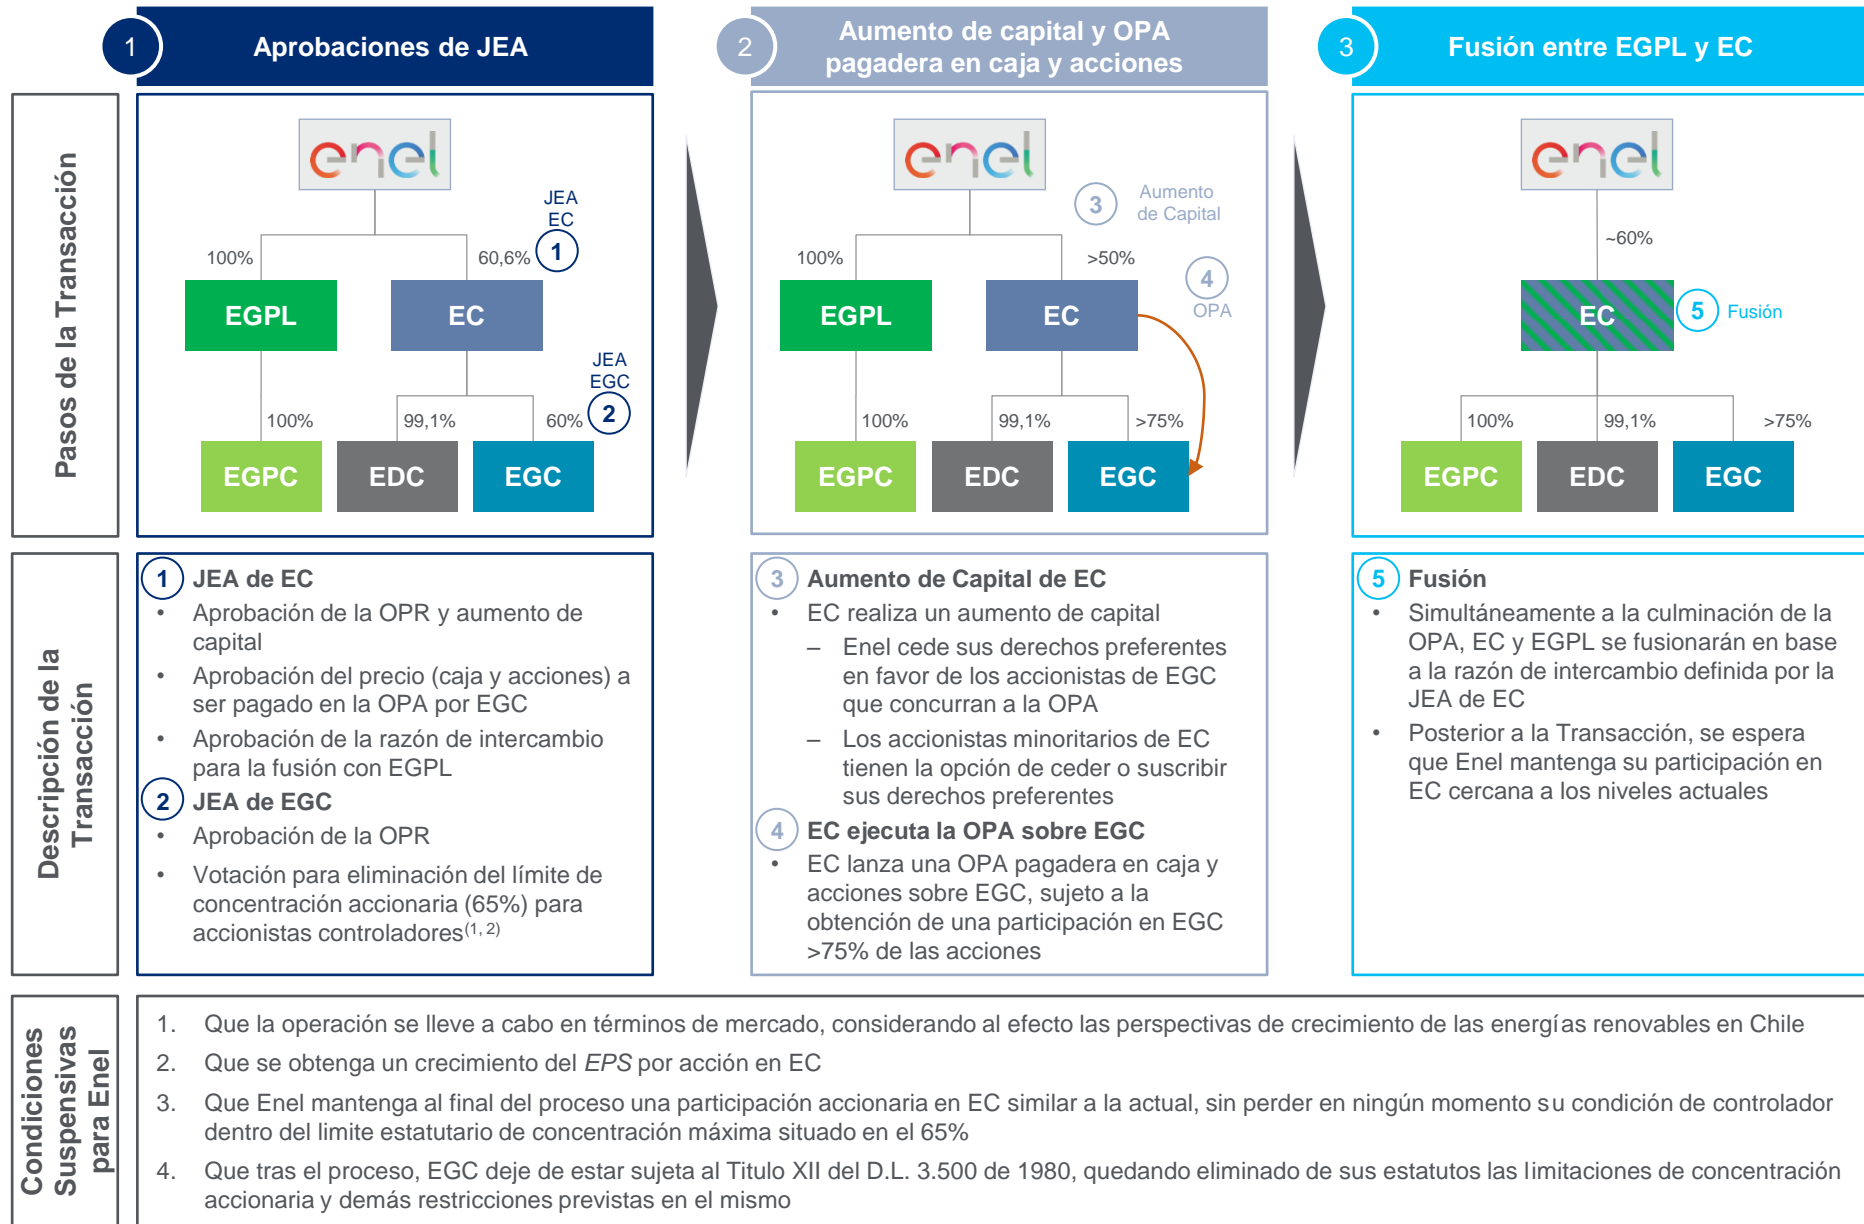 1
Aprobaciones de JEA
2
Aumento de capital y OPA
pagadera en caja y acciones
3
Fusión entre EGPL y EC
Pasos de la Transacción
enel
JEA
EC
1
100%
60,6%
EGPL
EC
JEA
EGC
2
100%
99,1%
60%
EGPC
EDC
EGC
enel
3
Aumento
de Capital
100%
>50%
4
OPA
EGPL
EC
100%
99,1%
>75%
EGPC
EDC
EGC
enel
~60%
EC
5
Fusión
100%
99,1%
>75%
EGPC
EDC
EGC
Descripción de la
Transacción
1 JEA de EC
• Aprobación de la OPR y aumento de
capital
• Aprobación del precio (caja y acciones) a
ser pagado en la OPA por EGC
• Aprobación de la razón de intercambio
para la fusión con EGPL
2 JEA de EGC
• Aprobación de la OPR
• Votación para eliminación del límite de
concentración accionaria (65%) para
accionistas controladores(1, 2)
3 Aumento de Capital de EC
• EC realiza un aumento de capital
– Enel cede sus derechos preferentes
en favor de los accionistas de EGC
que concurran a la OPA
– Los accionistas minoritarios de EC
tienen la opción de ceder o suscribir
sus derechos preferentes
4 EC ejecuta la OPA sobre EGC
• EC lanza una OPA pagadera en caja y
acciones sobre EGC, sujeto a la
obtención de una participación en EGC
>75% de las acciones
5 Fusión
• Simultáneamente a la culminación de la
OPA, EC y EGPL se fusionarán en base
a la razón de intercambio definida por la
JEA de EC
• Posterior a la Transacción, se espera
que Enel mantenga su participación en
EC cercana a los niveles actuales
Condiciones
Suspensivas
para Enel
1. Que la operación se lleve a cabo en términos de mercado, considerando al efecto las perspectivas de crecimiento de las energías renovables en Chile
2. Que se obtenga un crecimiento del EPS por acción en EC
3. Que Enel mantenga al final del proceso una participación accionaria en EC similar a la actual, sin perder en ningún momento su condición de controlador
dentro del limite estatutario de concentración máxima situado en el 65%
4. Que tras el proceso, EGC deje de estar sujeta al Titulo XII del D.L. 3.500 de 1980, quedando eliminado de sus estatutos las limitaciones de concentración
accionaria y demás restricciones previstas en el mismo